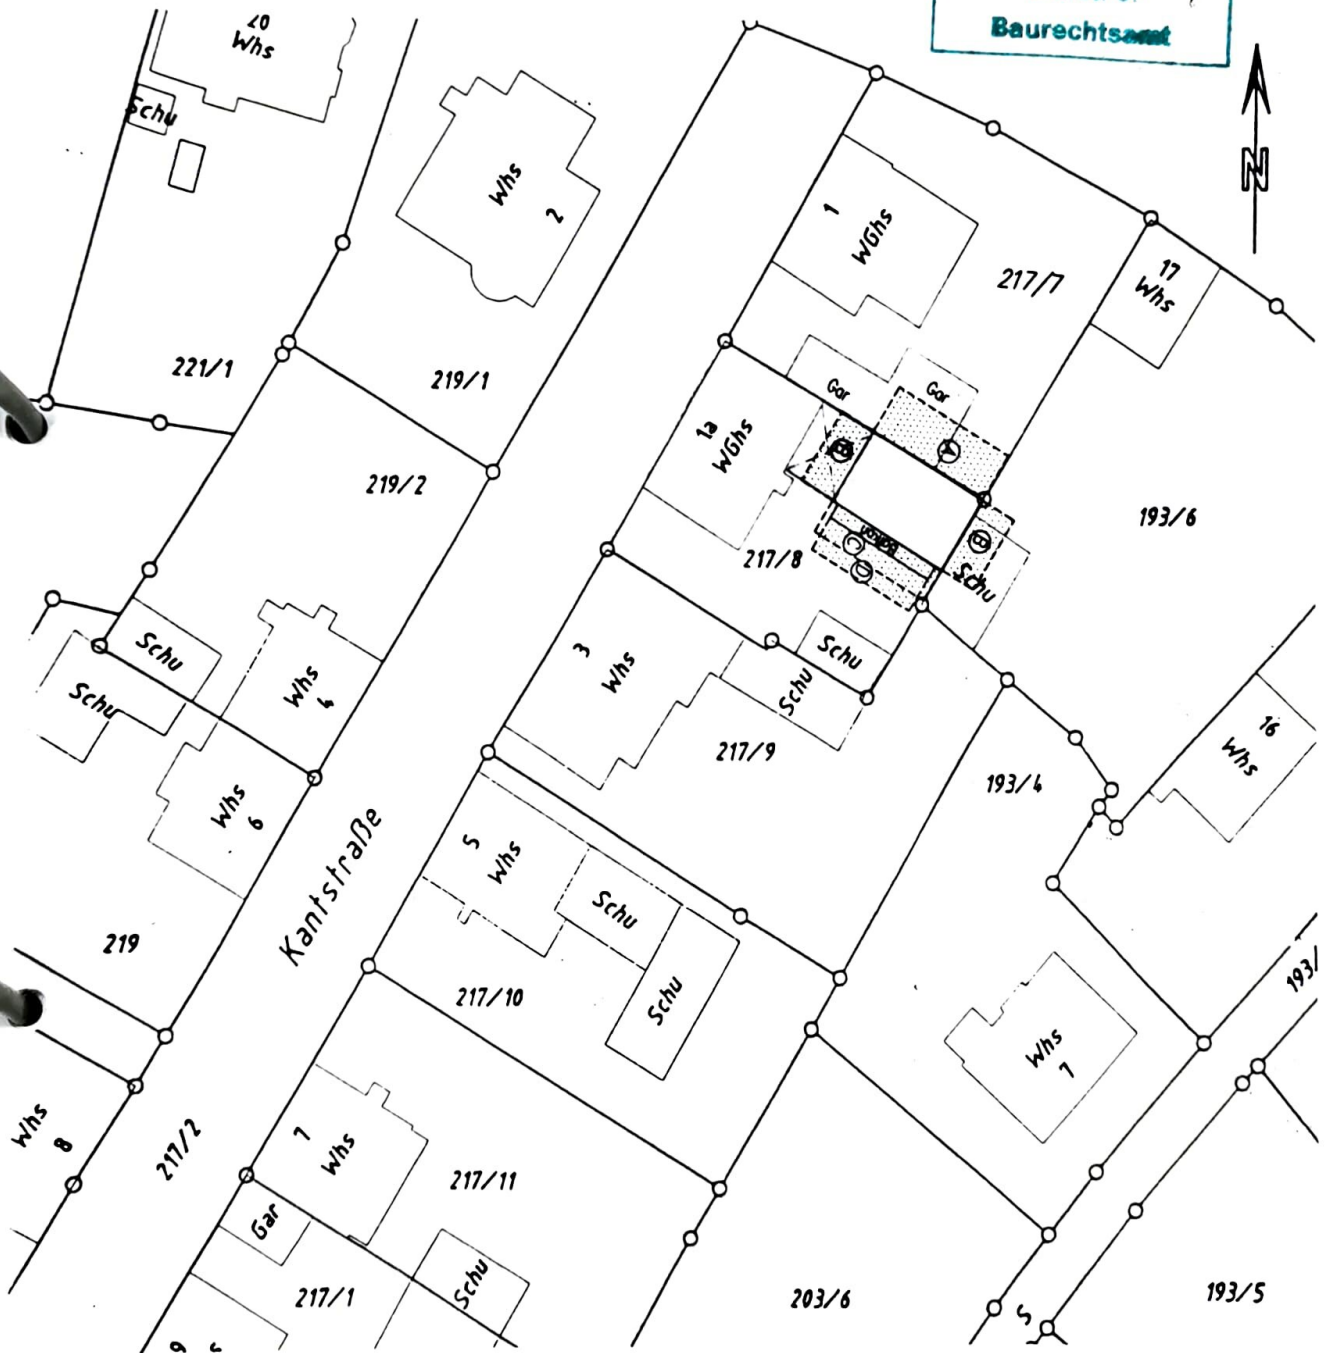 Baurechtsamt
N
20
Whs
Schu
Whs
2
1
WGhs
217/7
17
Whs
221/1
219/1
Gar
Gar
1a
WGhs
B
A
219/2
193/6
B
C
D
217/8
Schu
Schu
Schu
Schu
3
Whs
Schu
Whs
4
16
Whs
217/9
193/4
Whs
6
5
Whs
Schu
Kantstraße
219
217/10
Schu
193/
Whs
7
Whs
8
217/2
7
Whs
217/11
Gar
Schu
217/1
203/6
193/5
S
9